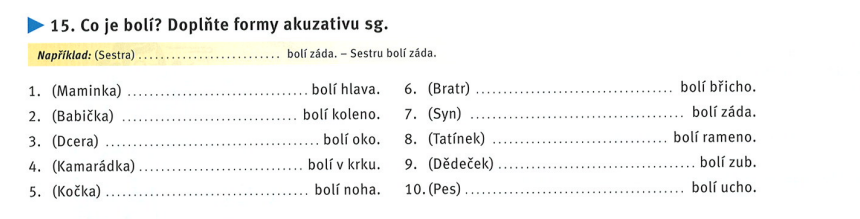 15. Co je bolí? Doplňte formy akuzativu sg.
Například: (Sestra) .......................... bolí záda. – Sestru bolí záda.
1. (Maminka) ................................. bolí hlava.
2. (Babička) ................................ bolí koleno.
3. (Dcera) ....................................... bolí oko.
4. (Kamarádka) .............................. bolí v krku.
5. (Kočka) ..................................... bolí noha.
6. (Bratr) .................................... bolí břicho.
7. (Syn) ....................................... bolí záda.
8. (Tatínek) ................................ bolí rameno.
9. (Dědeček) .................................... bolí zub.
10. (Pes) ........................................ bolí ucho.